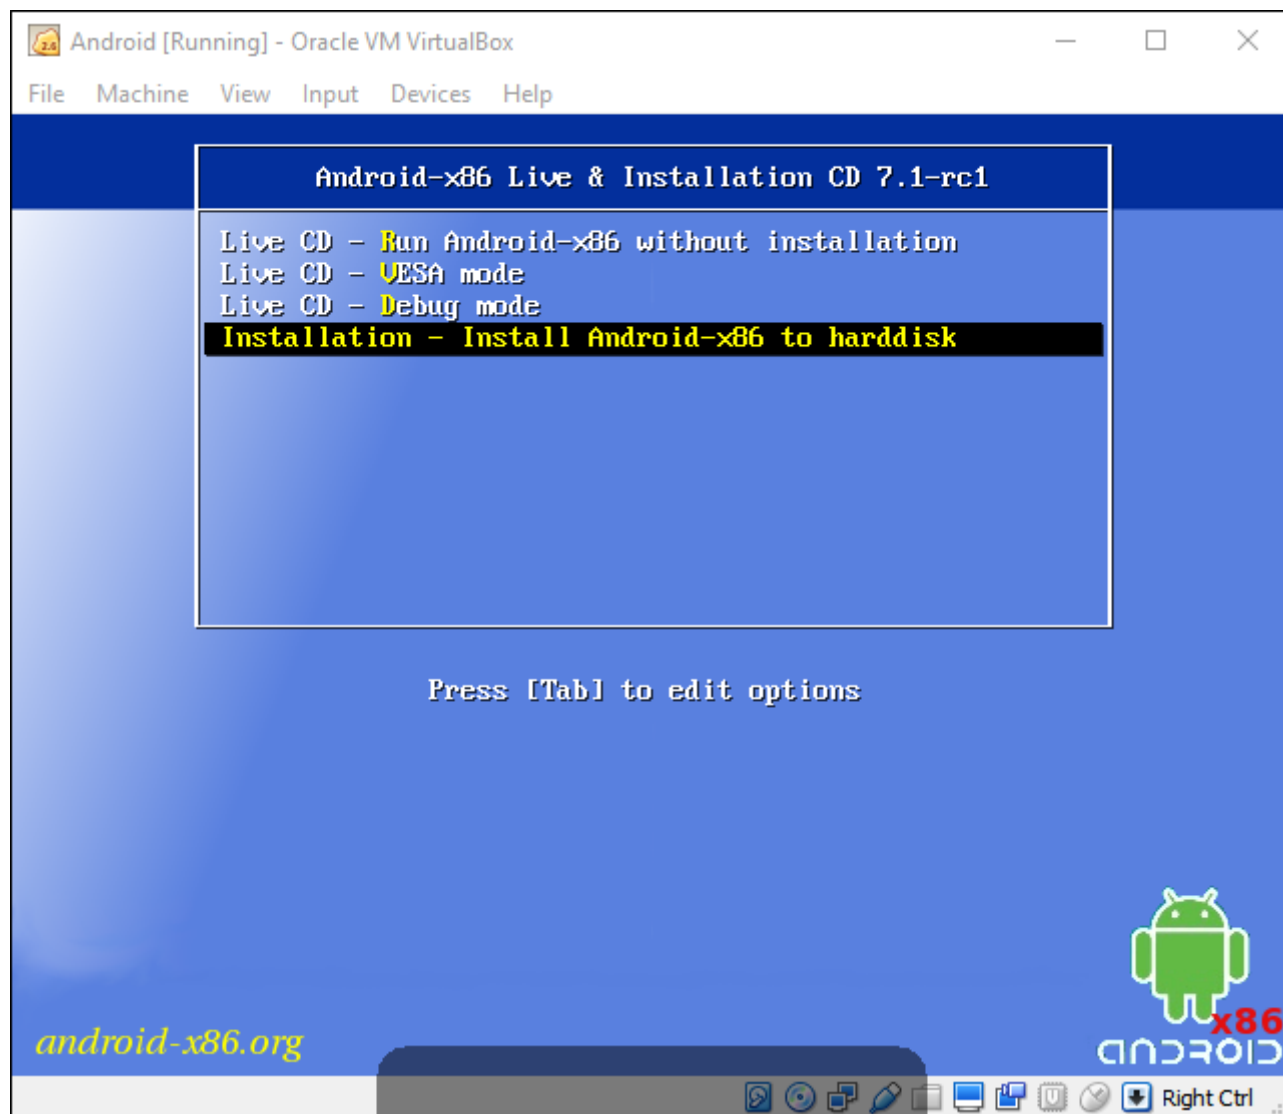 Android [Running] - Oracle VM VirtualBox
File Machine View Input Devices Help
Android-x86 Live & Installation CD 7.1-rc1
Live CD - Run Android-x86 without installation
Live CD - VESA mode
Live CD - Debug mode
Installation - Install Android-x86 to harddisk
Press [Tab] to edit options
x86
android-x86.org
ANDROID
Right Ctrl